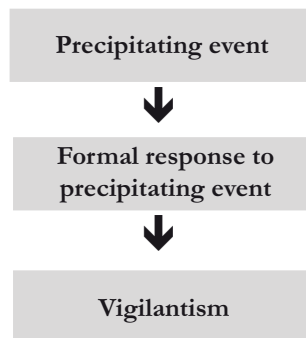 Precipitating event
Formal response to
precipitating event
Vigilantism